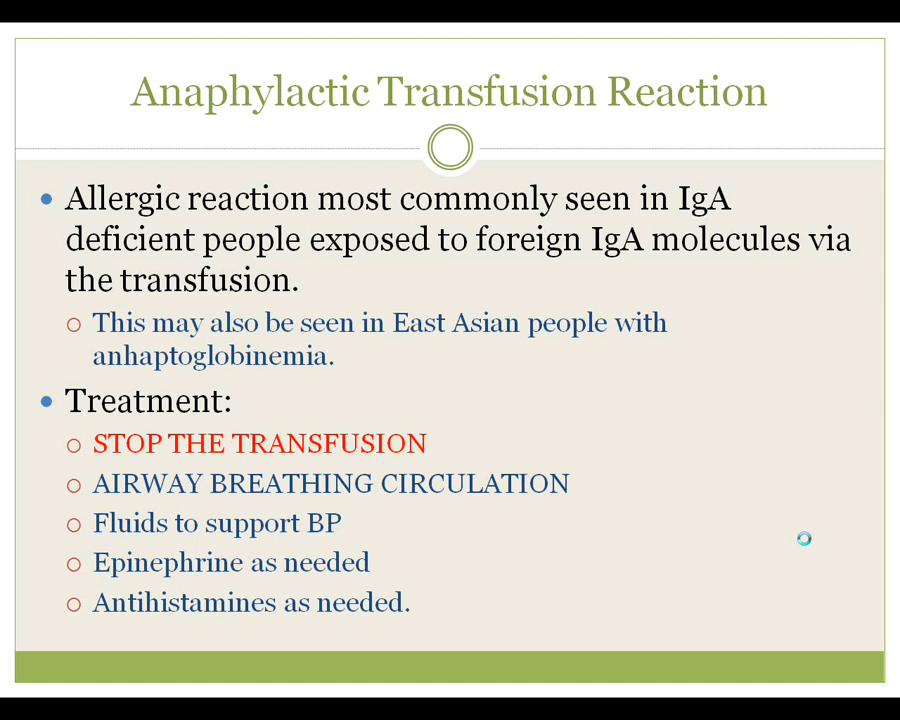 Anaphylactic Transfusion Reaction
Allergic reaction most commonly seen in IgA
deficient people exposed to foreign IgA molecules via
the transfusion.
This may also be seen in East Asian people with
anhaptoglobinemia.
Treatment:
STOP THE TRANSFUSION
AIRWAY BREATHING CIRCULATION
Fluids to support BP
Epinephrine as needed
Antihistamines as needed.